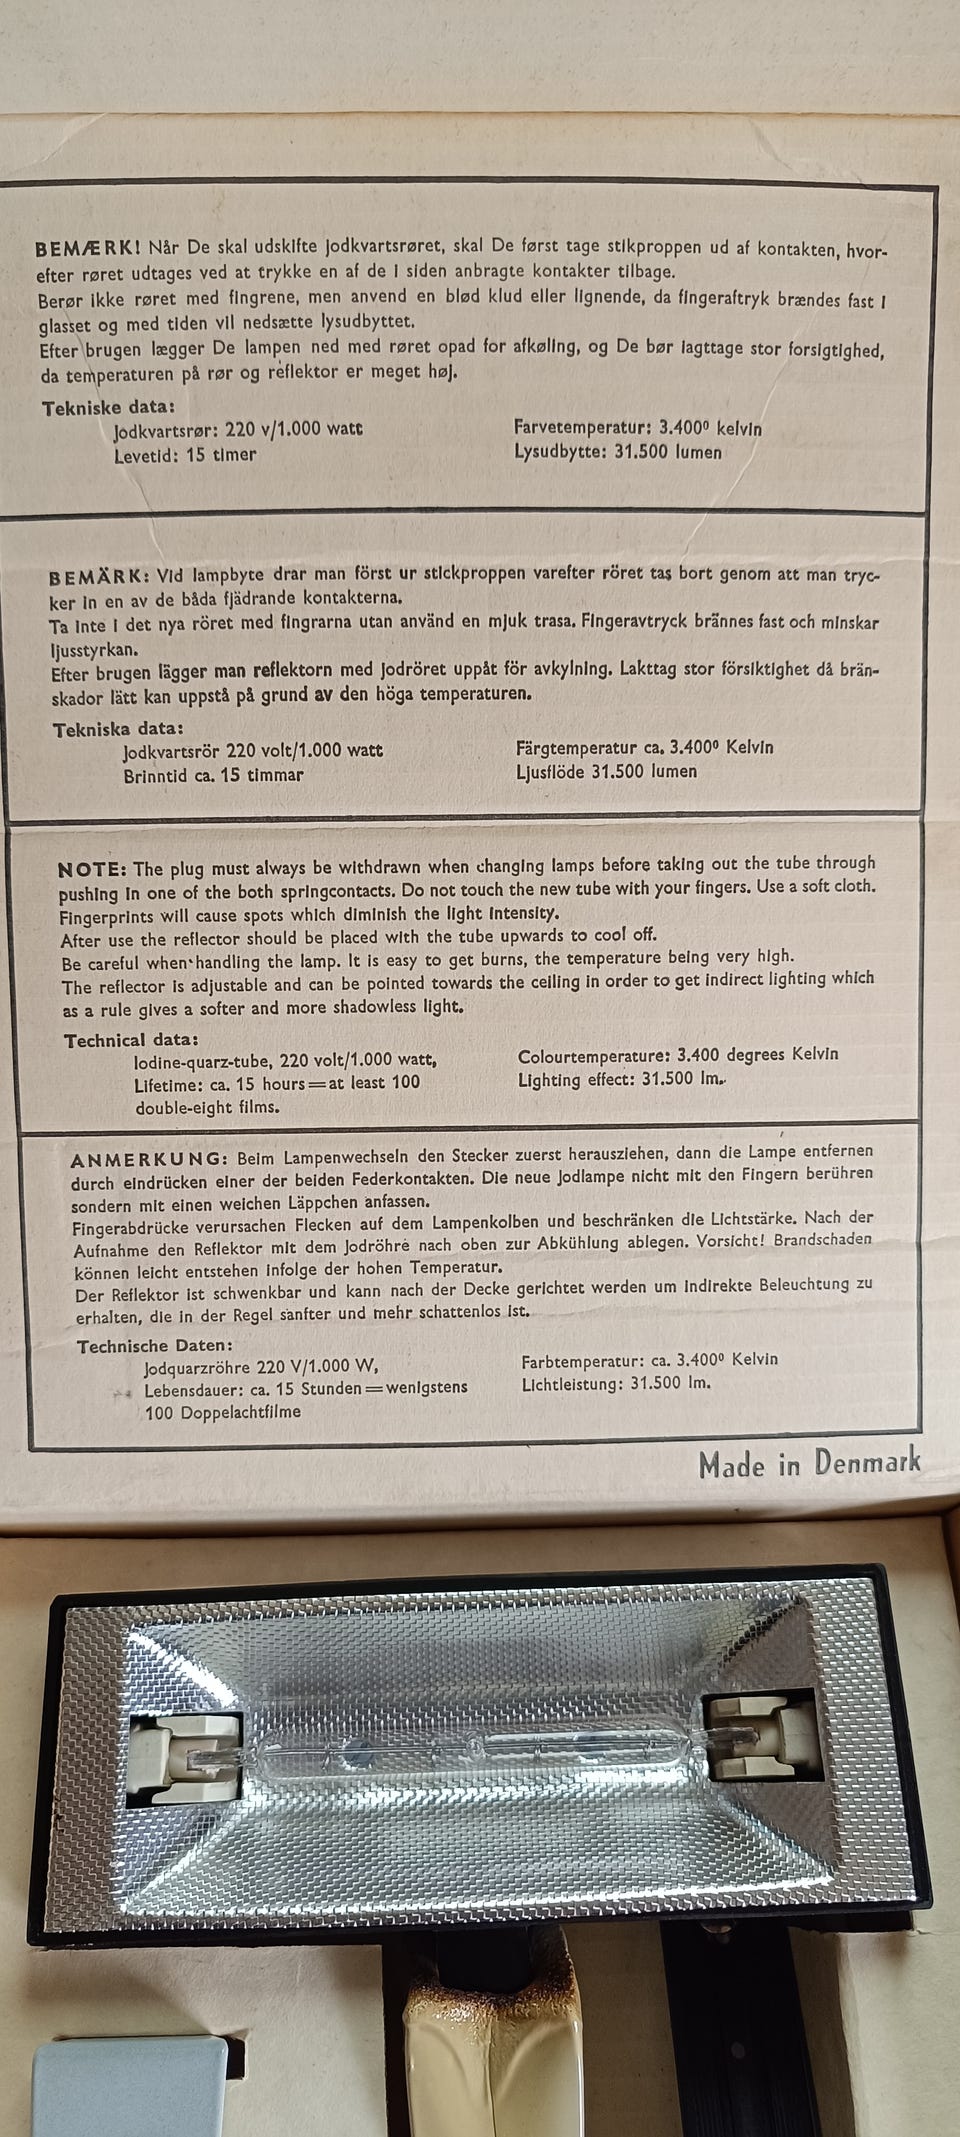 BEMÆRK! Når De skal udskifte jodkvartsrøret, skal De først tage stikproppen ud af kontakten, hvor-
efter røret udtages ved at trykke en af de i siden anbragte kontakter tilbage.
Berør ikke røret med fingrene, men anvend en blød klud eller lignende, da fingeraftryk brændes fast i
glasset og med tiden vil nedsætte lysudbyttet.
Efter brugen lægger De lampen ned med røret opad for afkøling, og De bør iagttage stor forsigtighed,
da temperaturen på rør og reflektor er meget høj.
Tekniske data:
Jodkvartsrør: 220 v/1.000 watt
Levetid: 15 timer
Farvetemperatur: 3.400° kelvin
Lysudbytte: 31.500 lumen
BEMÄRK: Vid lampbyte drar man först ur stickproppen varefter röret tas bort genom att man tryc-
ker in en av de båda fjädrande kontakterna.
Ta inte i det nya röret med fingrarna utan använd en mjuk trasa. Fingeravtryck brännes fast och minskar
ljusstyrkan.
Efter brugen lägger man reflektorn med jodröret uppåt för avkylning. Lakttag stor försiktighet då brän-
skador lätt kan uppstå på grund av den höga temperaturen.
Tekniska data:
Jodkvartsrör 220 volt/1.000 watt
Brinntid ca. 15 timmar
Färgtemperatur ca. 3.400° Kelvin
Ljusflöde 31.500 lumen
NOTE: The plug must always be withdrawn when changing lamps before taking out the tube through
pushing in one of the both springcontacts. Do not touch the new tube with your fingers. Use a soft cloth.
Fingerprints will cause spots which diminish the light intensity.
After use the reflector should be placed with the tube upwards to cool off.
Be careful when handling the lamp. It is easy to get burns, the temperature being very high.
The reflector is adjustable and can be pointed towards the ceiling in order to get indirect lighting which
as a rule gives a softer and more shadowless light.
Technical data:
Iodine-quarz-tube, 220 volt/1.000 watt,
Lifetime: ca. 15 hours = at least 100
double-eight films.
Colourtemperature: 3.400 degrees Kelvin
Lighting effect: 31.500 lm.
ANMERKUNG: Beim Lampenwechseln den Stecker zuerst herausziehen, dann die Lampe entfernen
durch eindrücken einer der beiden Federkontakten. Die neue Jodlampe nicht mit den Fingern berühren
sondern mit einen weichen Läppchen anfassen.
Fingerabdrücke verursachen Flecken auf dem Lampenkolben und beschränken die Lichtstärke. Nach der
Aufnahme den Reflektor mit dem Jodröhre nach oben zur Abkühlung ablegen. Vorsicht! Brandschaden
können leicht entstehen infolge der hohen Temperatur.
Der Reflektor ist schwenkbar und kann nach der Decke gerichtet werden um indirekte Beleuchtung zu
erhalten, die in der Regel sanfter und mehr schattenlos ist.
Technische Daten:
Jodquarzröhre 220 V/1.000 W,
Lebensdauer: ca. 15 Stunden = wenigstens
100 Doppelachtfilme
Farbtemperatur: ca. 3.400° Kelvin
Lichtleistung: 31.500 lm.
Made in Denmark